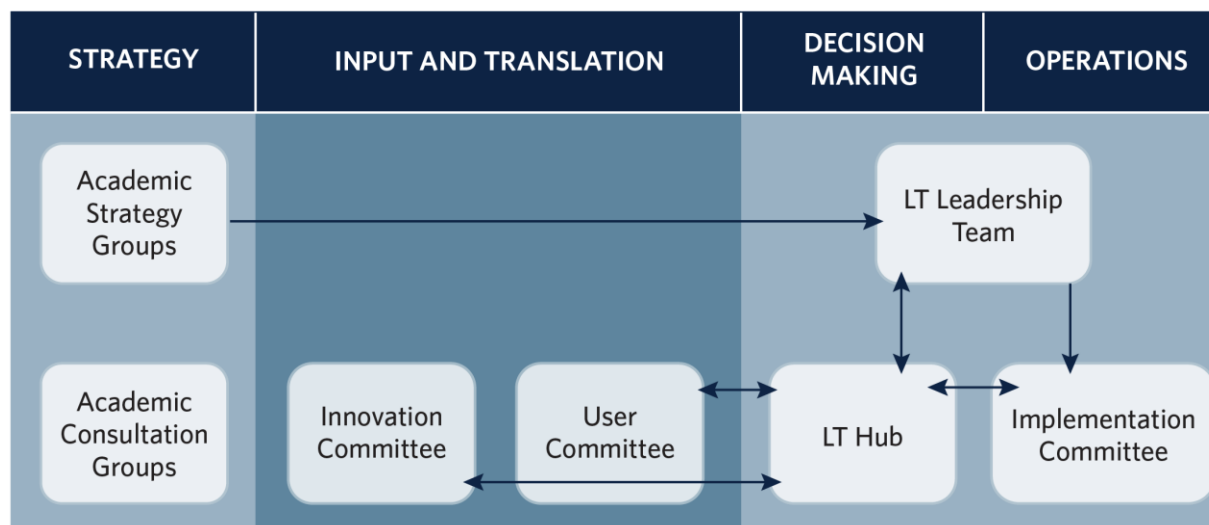 STRATEGY
INPUT AND TRANSLATION
DECISION
MAKING
OPERATIONS
Academic
Strategy
Groups
LT Leadership
Team
Academic
Consultation
Groups
Innovation
Committee
User
Committee
LT Hub
Implementation
Committee